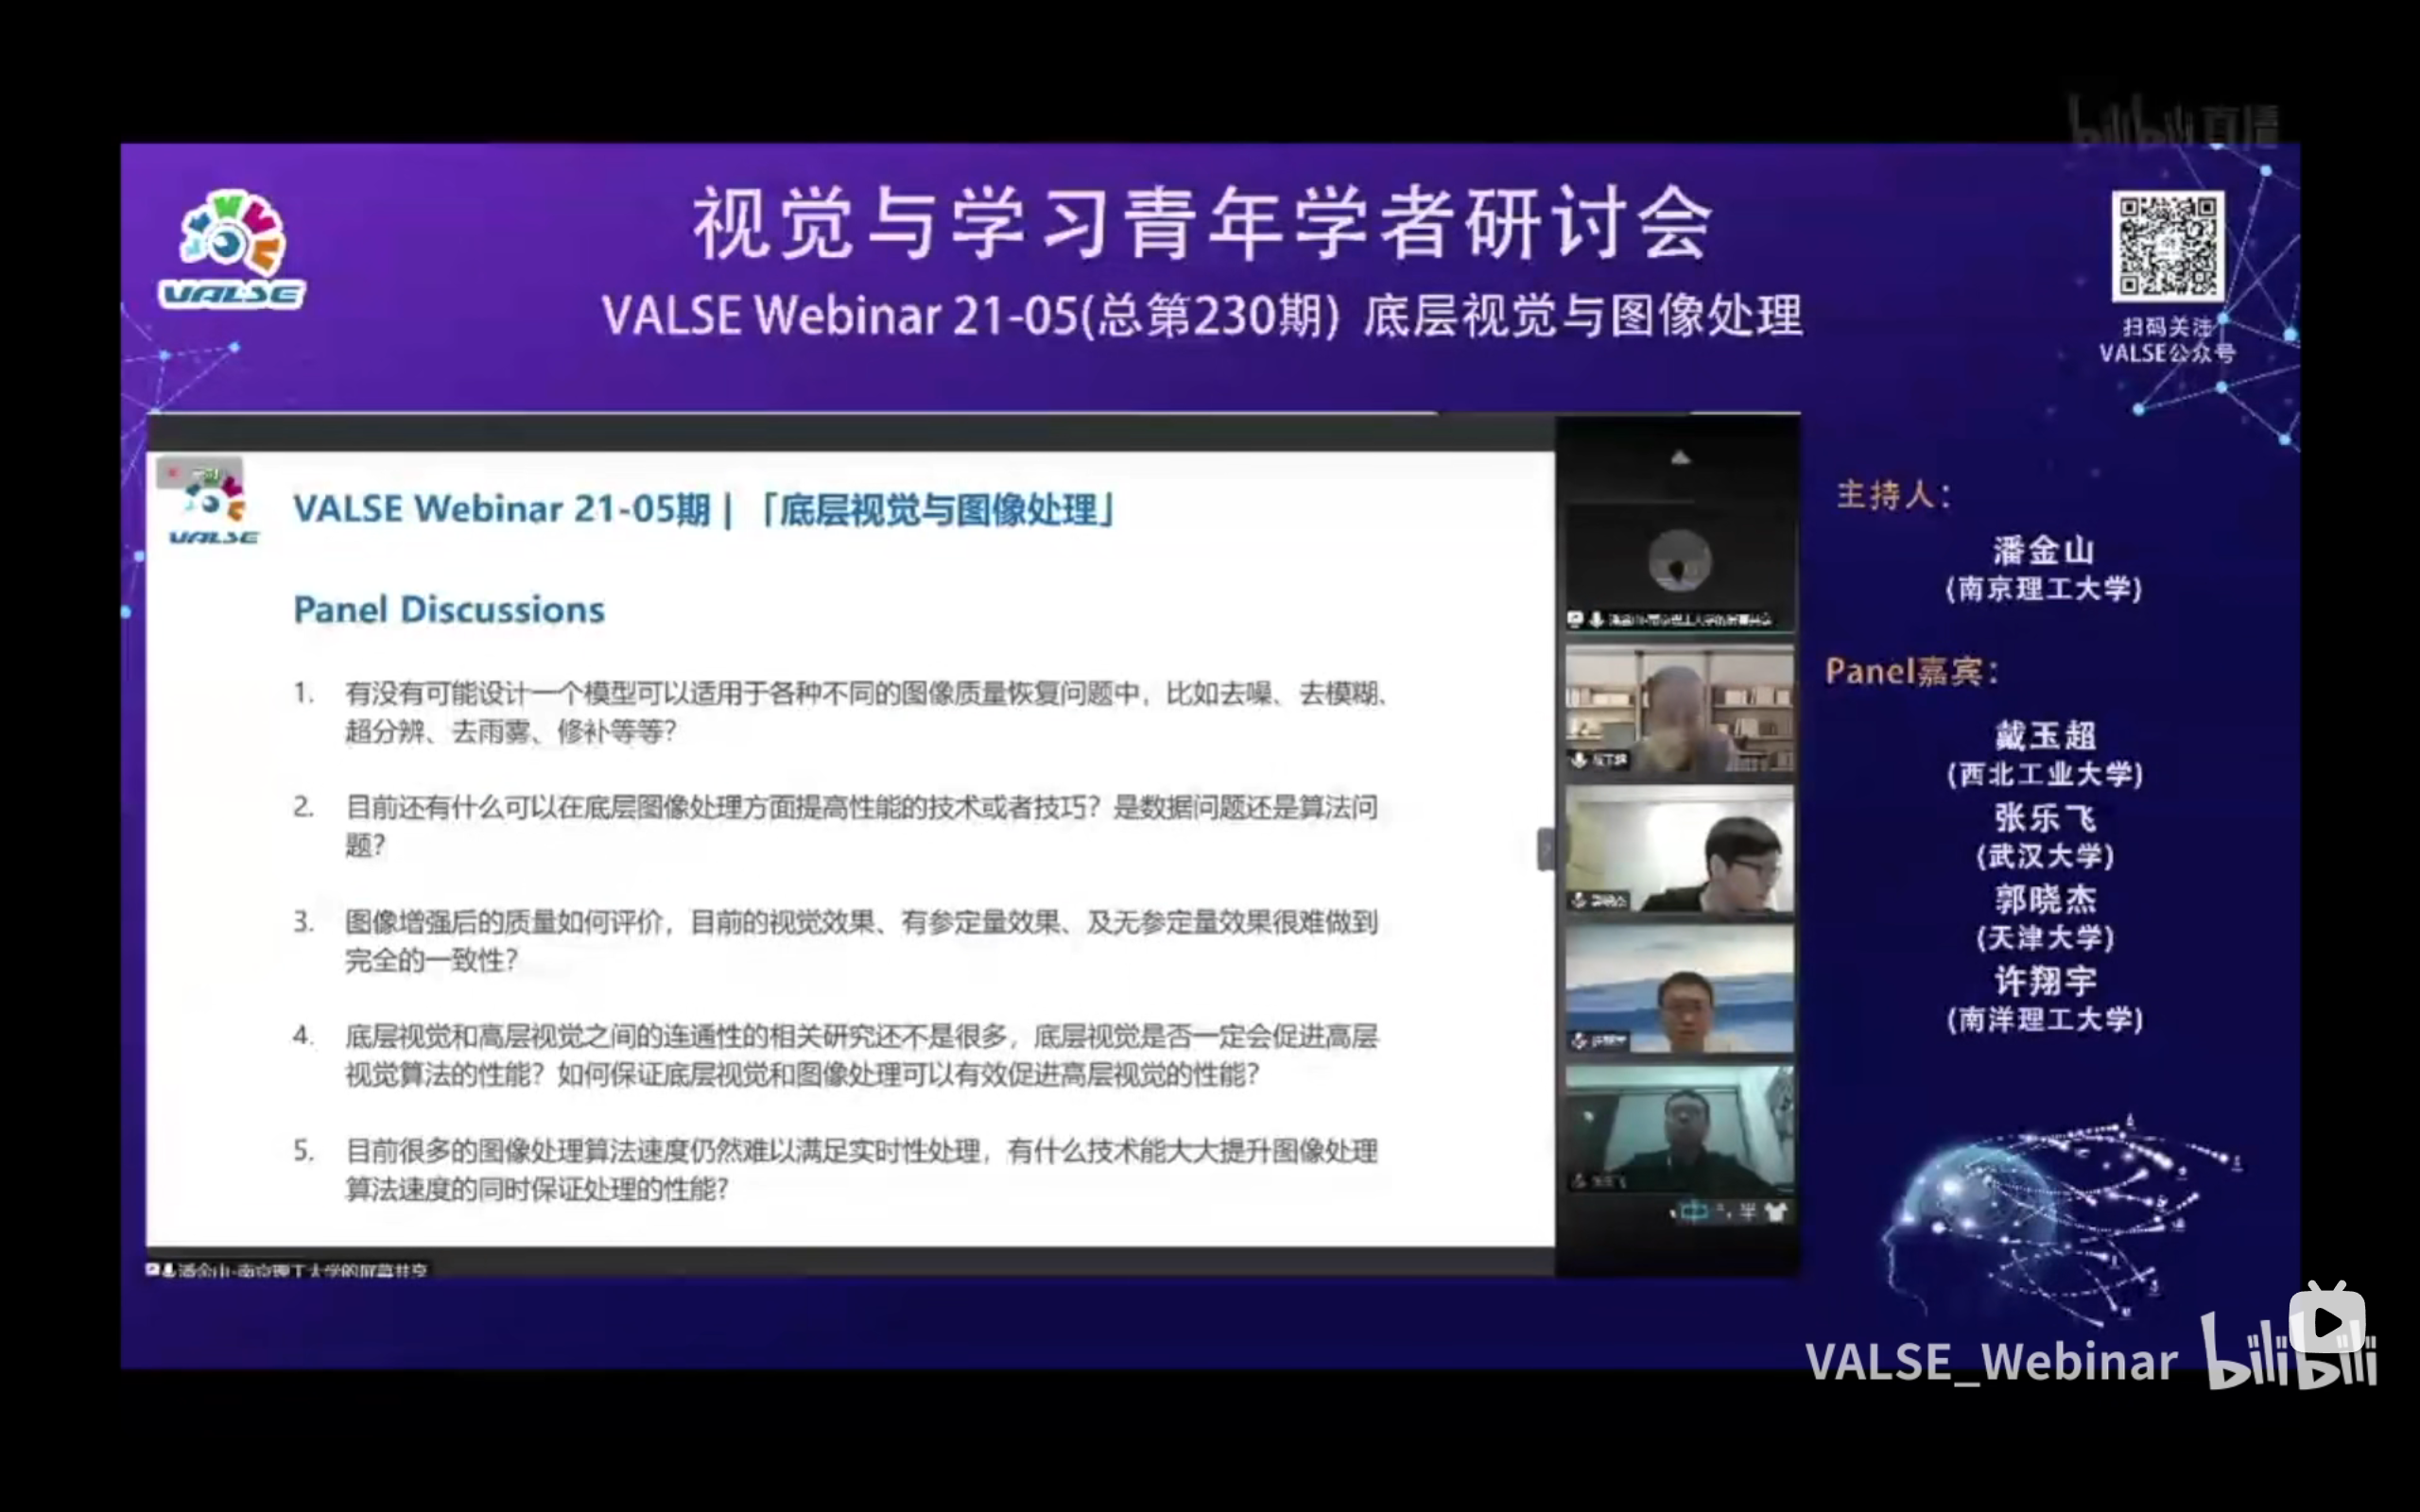 bilibili直播
视觉与学习青年学者研讨会
VALSE
VALSE Webinar 21-05(总第230期) 底层视觉与图像处理
扫码关注
VALSE公众号
VALSE
VALSE Webinar 21-05期 | 「底层视觉与图像处理」
Panel Discussions
1. 有没有可能设计一个模型可以适用于各种不同的图像质量恢复问题中，比如去噪、去模糊、
超分辨、去雨雾、修补等等？
2. 目前还有什么可以在底层图像处理方面提高性能的技术或者技巧？是数据问题还是算法问
题？
3. 图像增强后的质量如何评价，目前的视觉效果、有参定量效果、及无参定量效果很难做到
完全的一致性？
4. 底层视觉和高层视觉之间的连通性的相关研究还不是很多，底层视觉是否一定会促进高层
视觉算法的性能？如何保证底层视觉和图像处理可以有效促进高层视觉的性能？
5. 目前很多的图像处理算法速度仍然难以满足实时性处理，有什么技术能大大提升图像处理
算法速度的同时保证处理的性能？
潘金山-南京理工大学的屏幕共享
潘金山-南京理工大学的屏幕共享
主持人：
潘金山
(南京理工大学)
Panel嘉宾：
戴玉超
(西北工业大学)
张乐飞
(武汉大学)
郭晓杰
(天津大学)
许翔宇
(南洋理工大学)
VALSE_Webinar bilibili